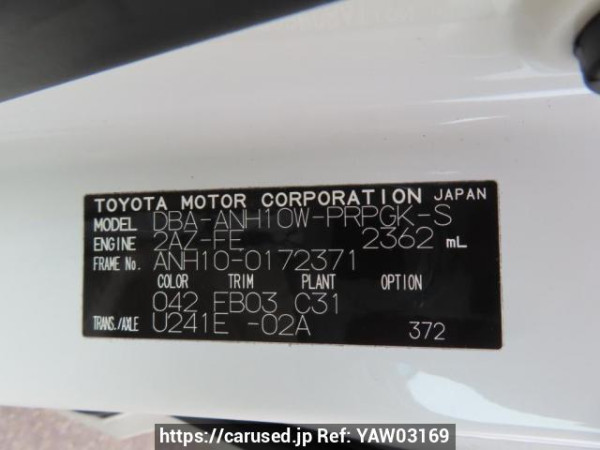 TOYOTA MOTOR CORPORATION JAPAN
MODEL DBA-ANH10W-PRPGK-S
ENGINE 2AZ-FE 2362 mL
FRAME No. ANH10-0172371
COLOR TRIM PLANT OPTION
042 FB03 C31
TRANS./AXLE U241E -02A 372
https://carused.jp Ref: YAW03169